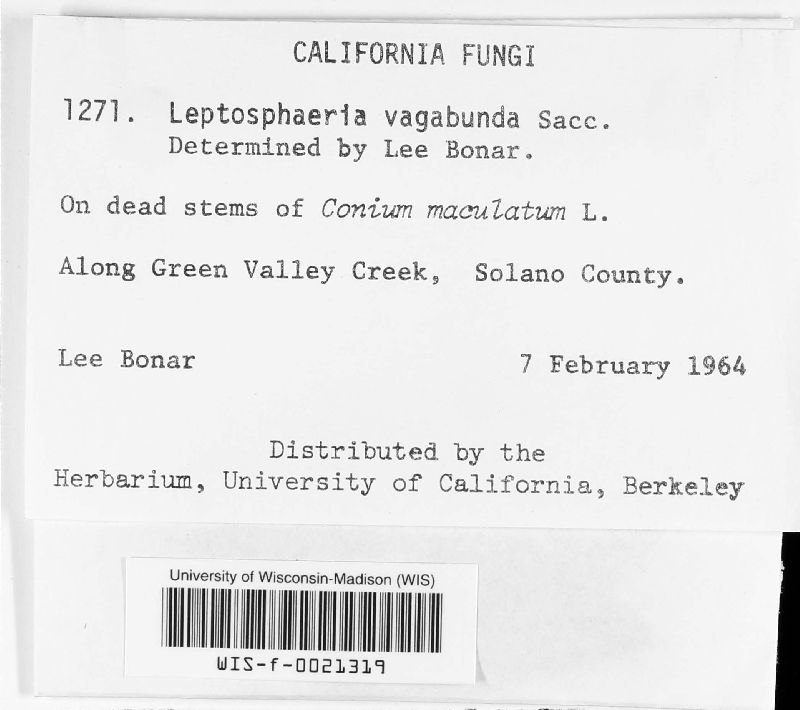 CALIFORNIA FUNGI
1271. Leptosphaeria vagabunda Sacc.
Determined by Lee Bonar.
On dead stems of Conium maculatum L.
Along Green Valley Creek, Solano County.
Lee Bonar 7 February 1964
Distributed by the
Herbarium, University of California, Berkeley
University of Wisconsin-Madison (WIS)
WIS-f-0021319